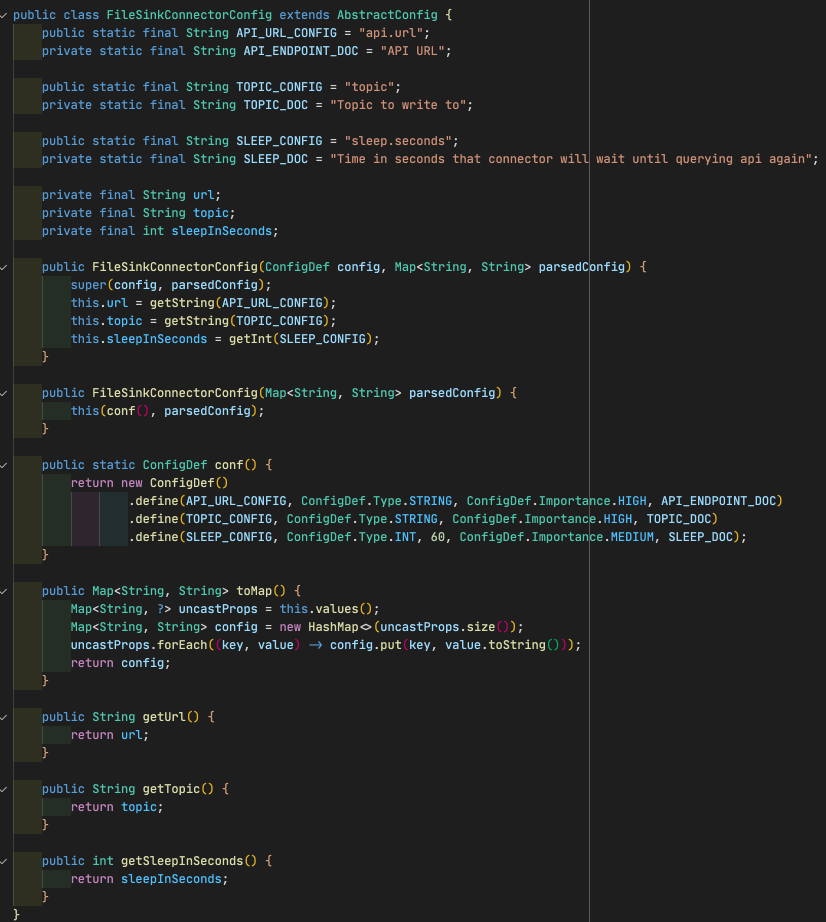 public class FileSinkConnectorConfig extends AbstractConfig {
    public static final String API_URL_CONFIG = "api.url";
    private static final String API_ENDPOINT_DOC = "API URL";

    public static final String TOPIC_CONFIG = "topic";
    private static final String TOPIC_DOC = "Topic to write to";

    public static final String SLEEP_CONFIG = "sleep.seconds";
    private static final String SLEEP_DOC = "Time in seconds that connector will wait until querying api again";

    private final String url;
    private final String topic;
    private final int sleepInSeconds;

    public FileSinkConnectorConfig(ConfigDef config, Map<String, String> parsedConfig) {
        super(config, parsedConfig);
        this.url = getString(API_URL_CONFIG);
        this.topic = getString(TOPIC_CONFIG);
        this.sleepInSeconds = getInt(SLEEP_CONFIG);
    }

    public FileSinkConnectorConfig(Map<String, String> parsedConfig) {
        this(conf(), parsedConfig);
    }

    public static ConfigDef conf() {
        return new ConfigDef()
                .define(API_URL_CONFIG, ConfigDef.Type.STRING, ConfigDef.Importance.HIGH, API_ENDPOINT_DOC)
                .define(TOPIC_CONFIG, ConfigDef.Type.STRING, ConfigDef.Importance.HIGH, TOPIC_DOC)
                .define(SLEEP_CONFIG, ConfigDef.Type.INT, 60, ConfigDef.Importance.MEDIUM, SLEEP_DOC);
    }

    public Map<String, String> toMap() {
        Map<String, ?> uncastProps = this.values();
        Map<String, String> config = new HashMap<>(uncastProps.size());
        uncastProps.forEach((key, value) -> config.put(key, value.toString()));
        return config;
    }

    public String getUrl() {
        return url;
    }

    public String getTopic() {
        return topic;
    }

    public int getSleepInSeconds() {
        return sleepInSeconds;
    }
}